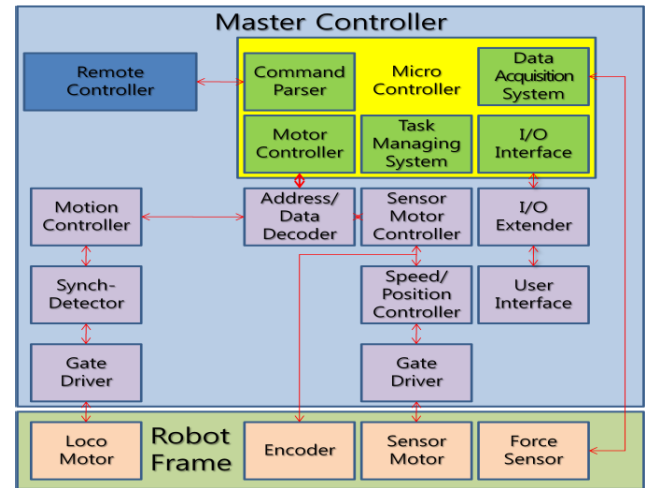 Master Controller
Remote
Controller
Command
Parser
Micro
Controller
Data
Acquisition
System
Motor
Controller
Task
Managing
System
I/O
Interface
Motion
Controller
Address/
Data
Decoder
Sensor
Motor
Controller
I/O
Extender
Synch-
Detector
Speed/
Position
Controller
User
Interface
Gate
Driver
Gate
Driver
Loco
Motor
Robot
Frame
Encoder
Sensor
Motor
Force
Sensor